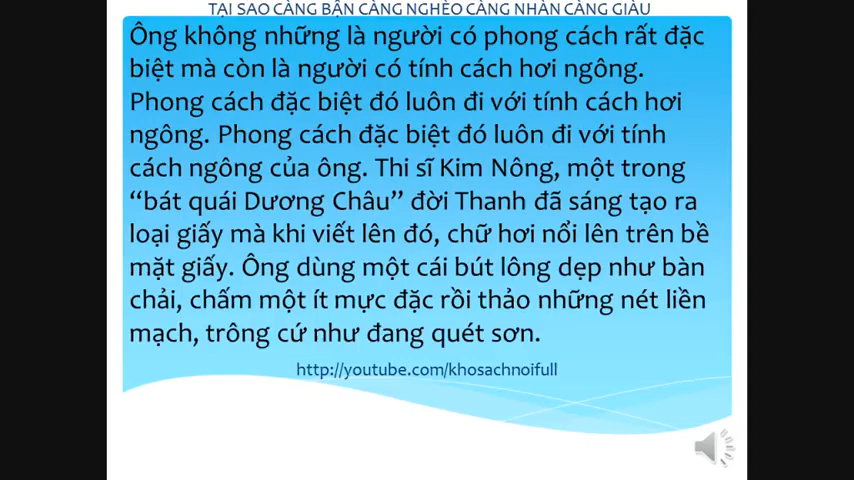 TẠI SAO CÀNG BẬN CÀNG NGHÈO CÀNG NHÀN CÀNG GIÀU
Ông không những là người có phong cách rất đặc
biệt mà còn là người có tính cách hơi ngông.
Phong cách đặc biệt đó luôn đi với tính cách hơi
ngông. Phong cách đặc biệt đó luôn đi với tính
cách ngông của ông. Thi sĩ Kim Nông, một trong
“bát quái Dương Châu” đời Thanh đã sáng tạo ra
loại giấy mà khi viết lên đó, chữ hơi nổi lên trên bề
mặt giấy. Ông dùng một cái bút lông dẹp như bàn
chải, chấm một ít mực đặc rồi thảo những nét liền
mạch, trông cứ như đang quét sơn.
http://youtube.com/khosachnoifull